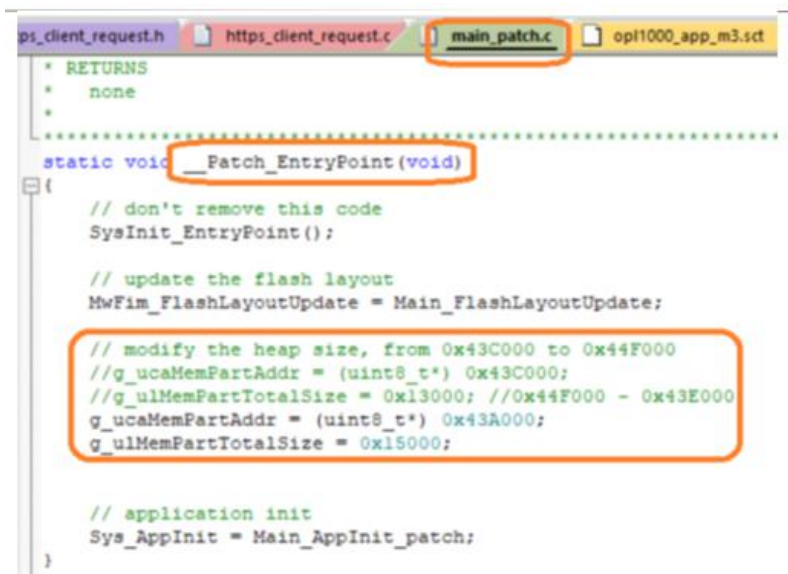 ps_client_request.h https_client_request.c main_patch.c opl1000_app_m3.sct
* RETURNS
* none
*
*****************************************************************
static void __Patch_EntryPoint(void)
{
// don't remove this code
SysInit_EntryPoint();
// update the flash layout
MwFim_FlashLayoutUpdate = Main_FlashLayoutUpdate;
// modify the heap size, from 0x43C000 to 0x44F000
//g_ucaMemPartAddr = (uint8_t*) 0x43C000;
//g_ulMemPartTotalSize = 0x13000; //0x44F000 - 0x43E000
g_ucaMemPartAddr = (uint8_t*) 0x43A000;
g_ulMemPartTotalSize = 0x15000;
// application init
Sys_AppInit = Main_AppInit_patch;
}